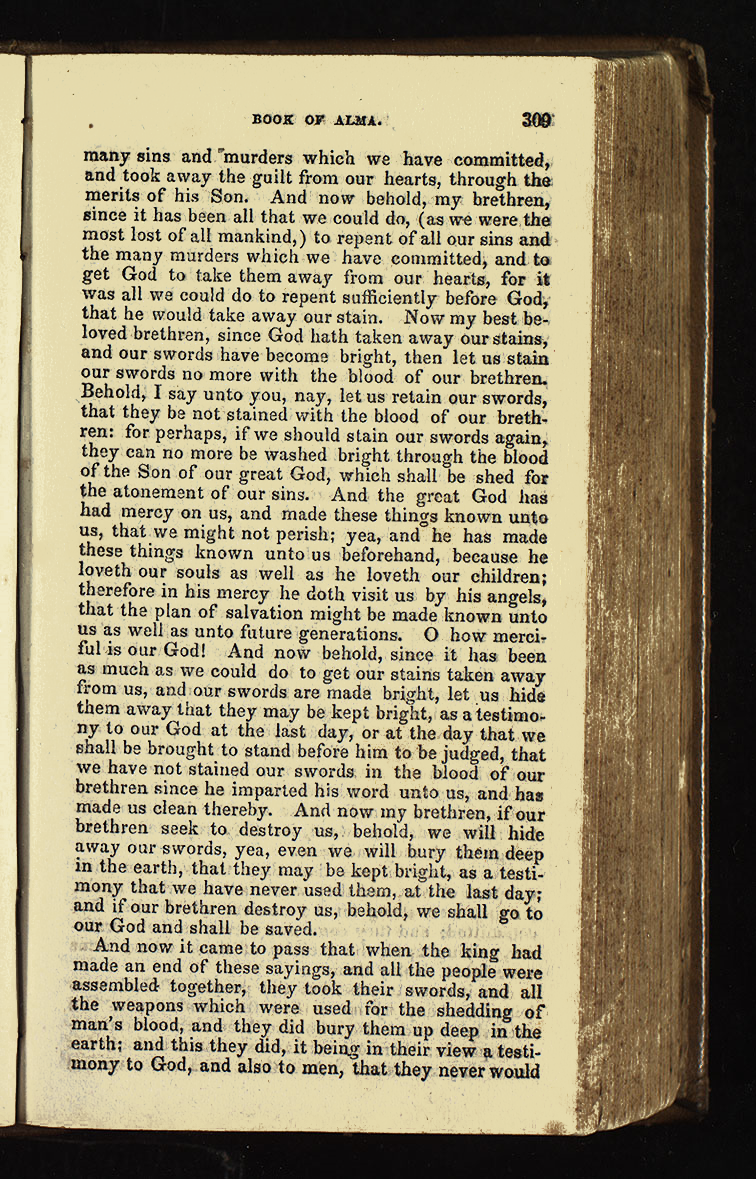 BOOK OF ALMA. 309
many sins and murders which we have committed,
and took away the guilt from our hearts, through the
merits of his Son. And now behold, my brethren,
since it has been all that we could do, (as we were the
most lost of all mankind,) to repent of all our sins and
the many murders which we have committed, and to
get God to take them away from our hearts, for it
was all we could do to repent sufficiently before God,
that he would take away our stain. Now my best be-
loved brethren, since God hath taken away our stains,
and our swords have become bright, then let us stain
our swords no more with the blood of our brethren.
Behold, I say unto you, nay, let us retain our swords,
that they be not stained with the blood of our breth-
ren: for perhaps, if we should stain our swords again,
they can no more be washed bright through the blood
of the Son of our great God, which shall be shed for
the atonement of our sins. And the great God has
had mercy on us, and made these things known unto
us, that we might not perish; yea, and he has made
these things known unto us beforehand, because he
loveth our souls as well as he loveth our children;
therefore in his mercy he doth visit us by his angels,
that the plan of salvation might be made known unto
us as well as unto future generations. O how merci-
ful is our God! And now behold, since it has been
as much as we could do to get our stains taken away
from us, and our swords are made bright, let us hide
them away that they may be kept bright, as a testimo-
ny to our God at the last day, or at the day that we
shall be brought to stand before him to be judged, that
we have not stained our swords in the blood of our
brethren since he imparted his word unto us, and has
made us clean thereby. And now my brethren, if our
brethren seek to destroy us, behold, we will hide
away our swords, yea, even we will bury them deep
in the earth, that they may be kept bright, as a testi-
mony that we have never used them, at the last day;
and if our brethren destroy us, behold, we shall go to
our God and shall be saved.
And now it came to pass that when the king had
made an end of these sayings, and all the people were
assembled together, they took their swords, and all
the weapons which were used for the shedding of
man's blood, and they did bury them up deep in the
earth; and this they did, it being in their view a testi-
mony to God, and also to men, that they never would